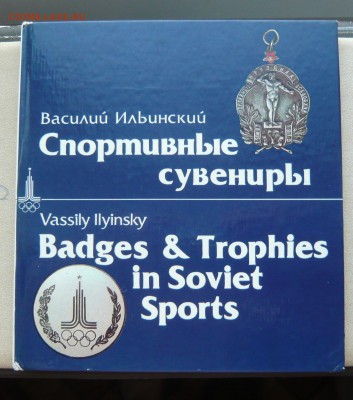 Василий Ильинский
Спортивные
сувениры
Vassily Ilyinsky
Badges & Trophies
in Soviet
Sports